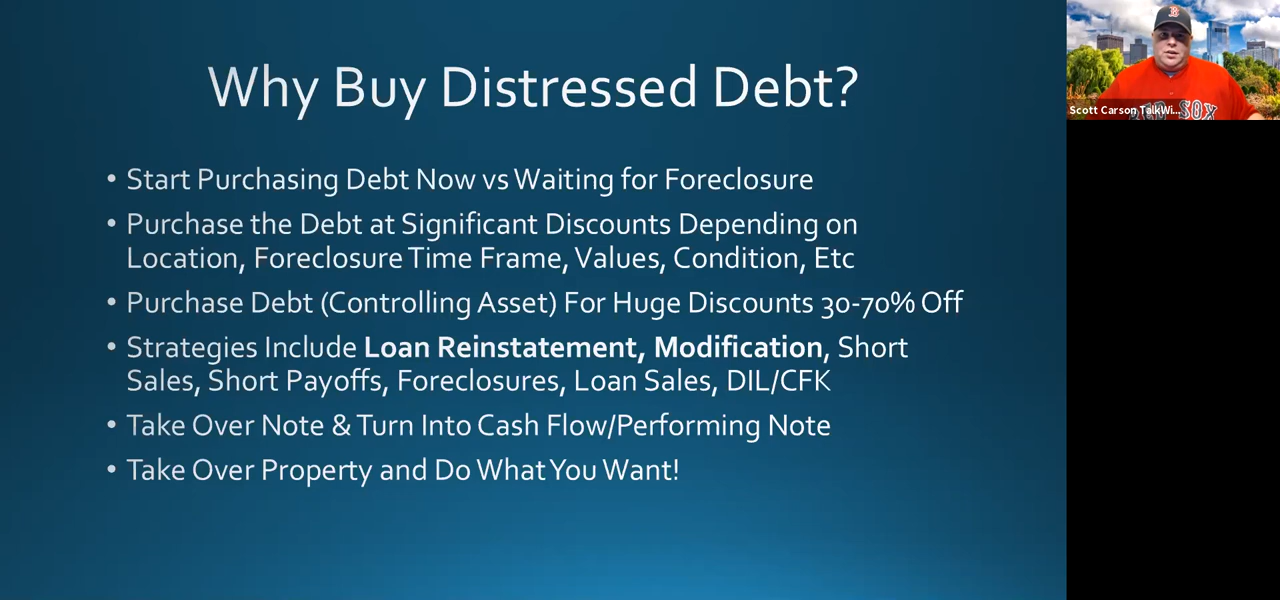 Why Buy Distressed Debt?
• Start Purchasing Debt Now vs Waiting for Foreclosure
• Purchase the Debt at Significant Discounts Depending on
Location, Foreclosure Time Frame, Values, Condition, Etc
• Purchase Debt (Controlling Asset) For Huge Discounts 30-70% Off
• Strategies Include Loan Reinstatement, Modification, Short
Sales, Short Payoffs, Foreclosures, Loan Sales, DIL/CFK
• Take Over Note & Turn Into Cash Flow/Performing Note
• Take Over Property and Do What You Want!
B
Scott Carson TalkWi...
RED SOX